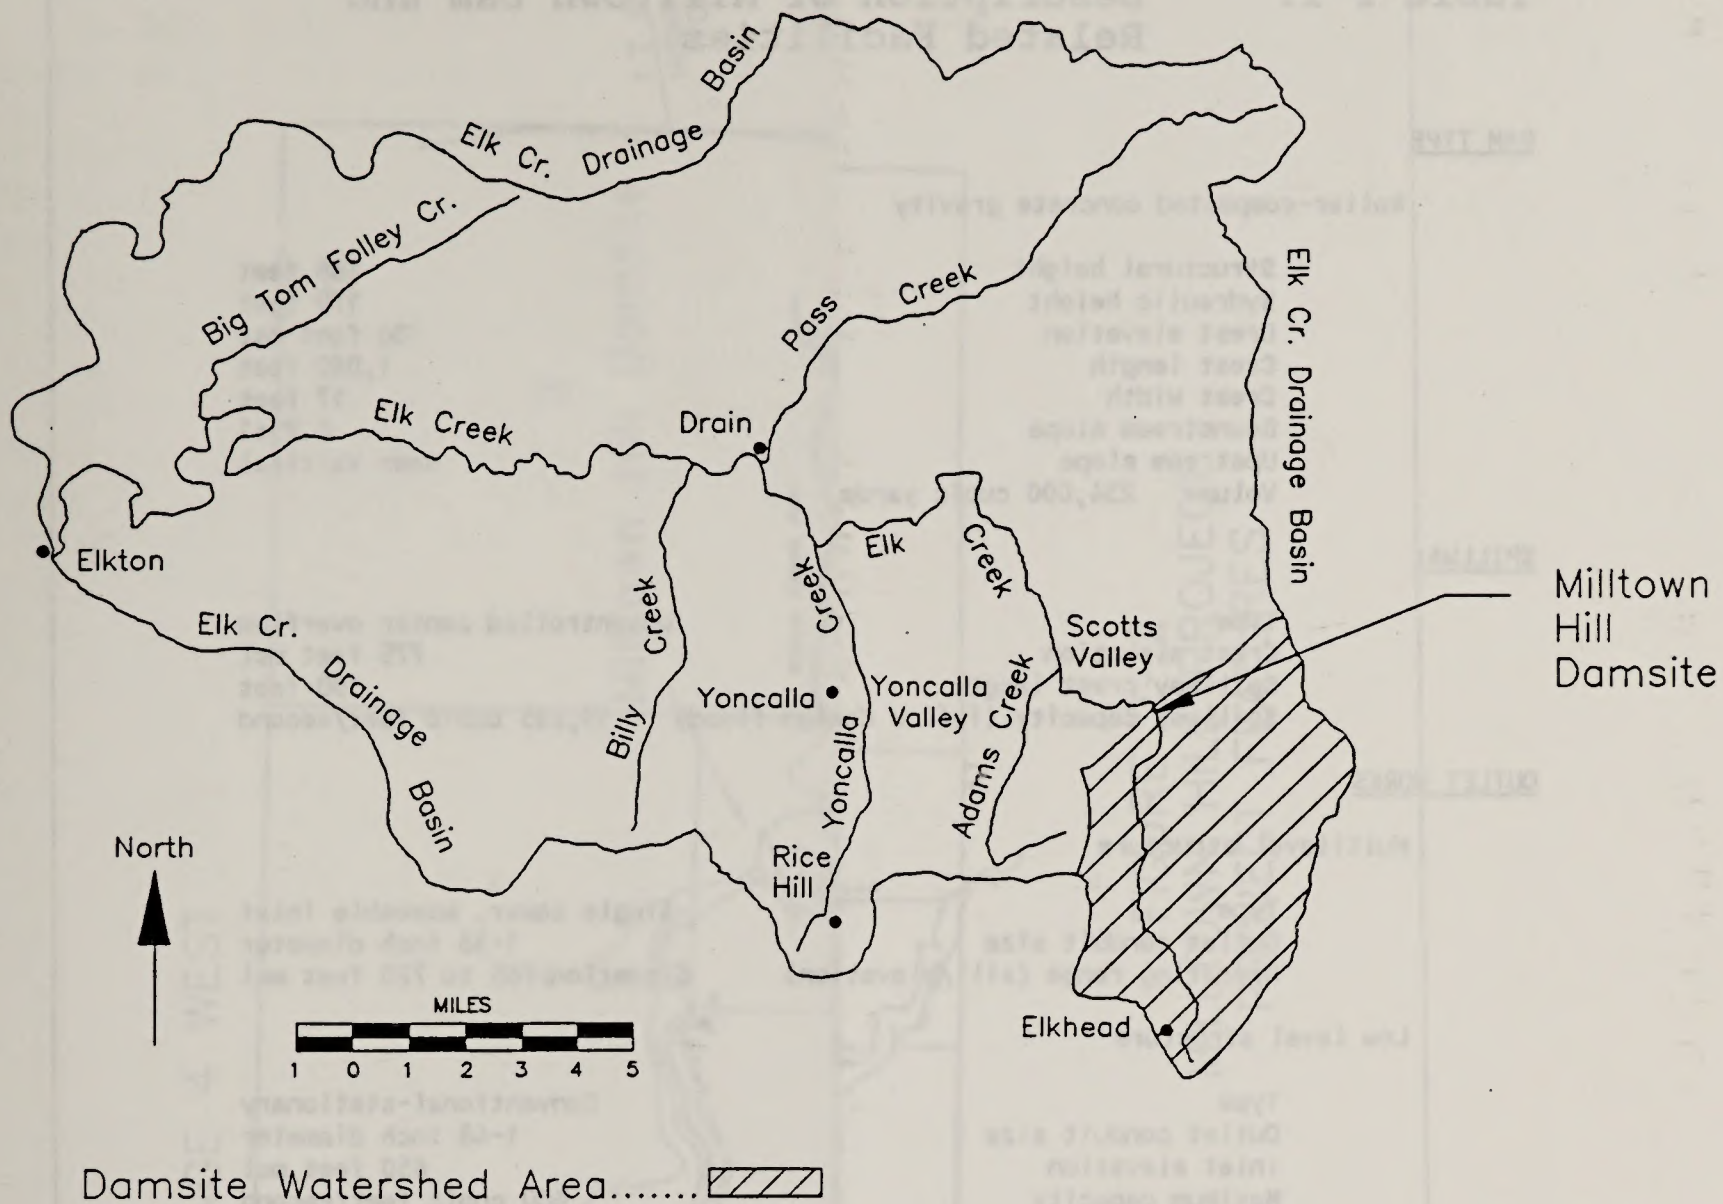 Elk Cr. Drainage Basin
Big Tom Folley Cr.
Pass Creek
Elk Cr. Drainage Basin
Elk Creek
Drain
Elkton
Elk Creek
Creek
Elk Cr. Drainage Basin
Billy Creek
Yoncalla
Yoncalla Creek
Yoncalla
Valley
Adams Creek
Scotts
Valley
Milltown
Hill
Damsite
Rice
Hill
Elkhead
North
MILES
1 0 1 2 3 4 5
Damsite Watershed Area.......